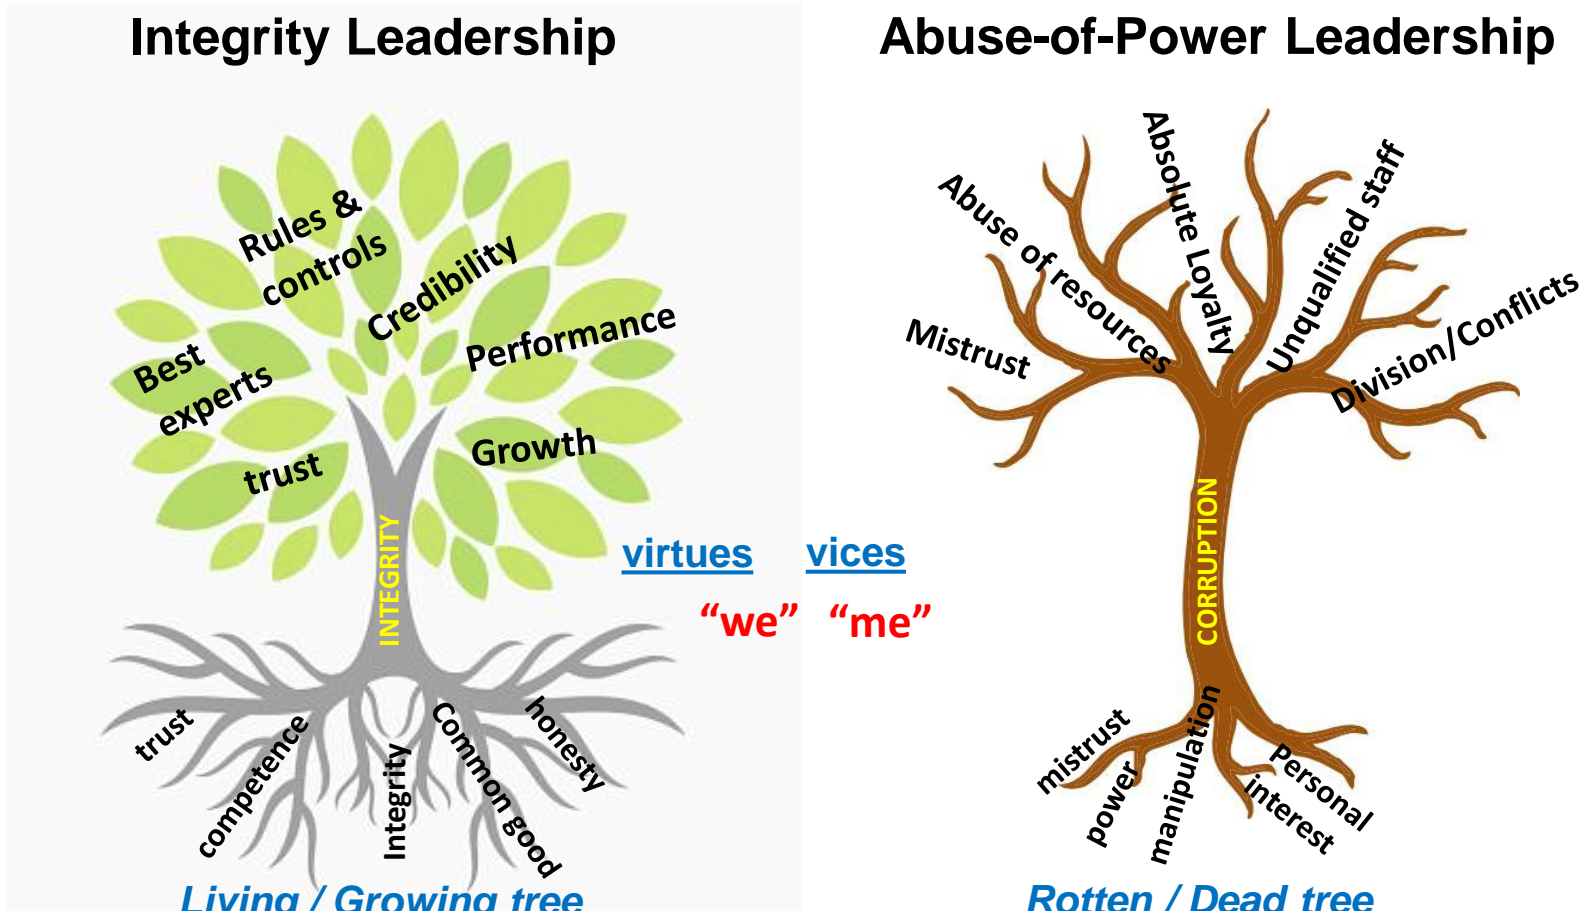 Integrity Leadership
Rules &
controls
Credibility
Performance
Best
experts
trust
Growth
INTEGRITY
trust
competence
Integrity
Common good
honesty
Living / Growing tree
virtues
vices
“we”
“me”
Abuse-of-Power Leadership
Mistrust
Abuse of resources
Absolute Loyalty
Unqualified staff
Division/Conflicts
CORRUPTION
mistrust
power
manipulation
Personal
interest
Rotten / Dead tree